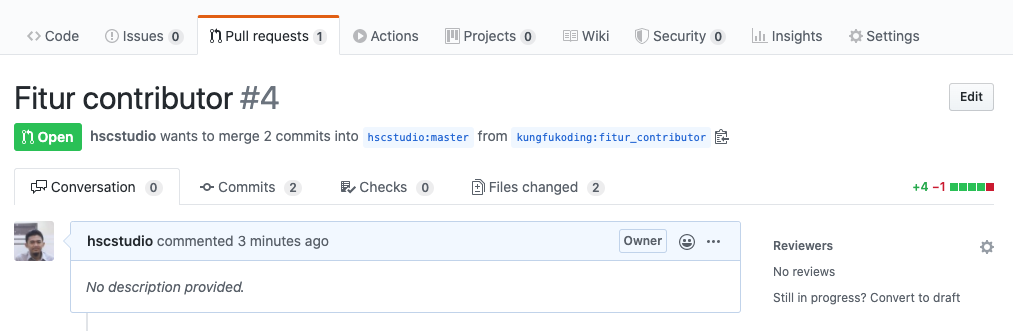 Code Issues 0 Pull requests 1 Actions Projects 0 Wiki Security 0 Insights Settings
Fitur contributor #4
Edit
Open hscstudio wants to merge 2 commits into hscstudio:master from kungfukoding:fitur_contributor
Conversation 0 Commits 2 Checks 0 Files changed 2 +4 −1
hscstudio commented 3 minutes ago Owner
No description provided.
Reviewers
No reviews
Still in progress? Convert to draft